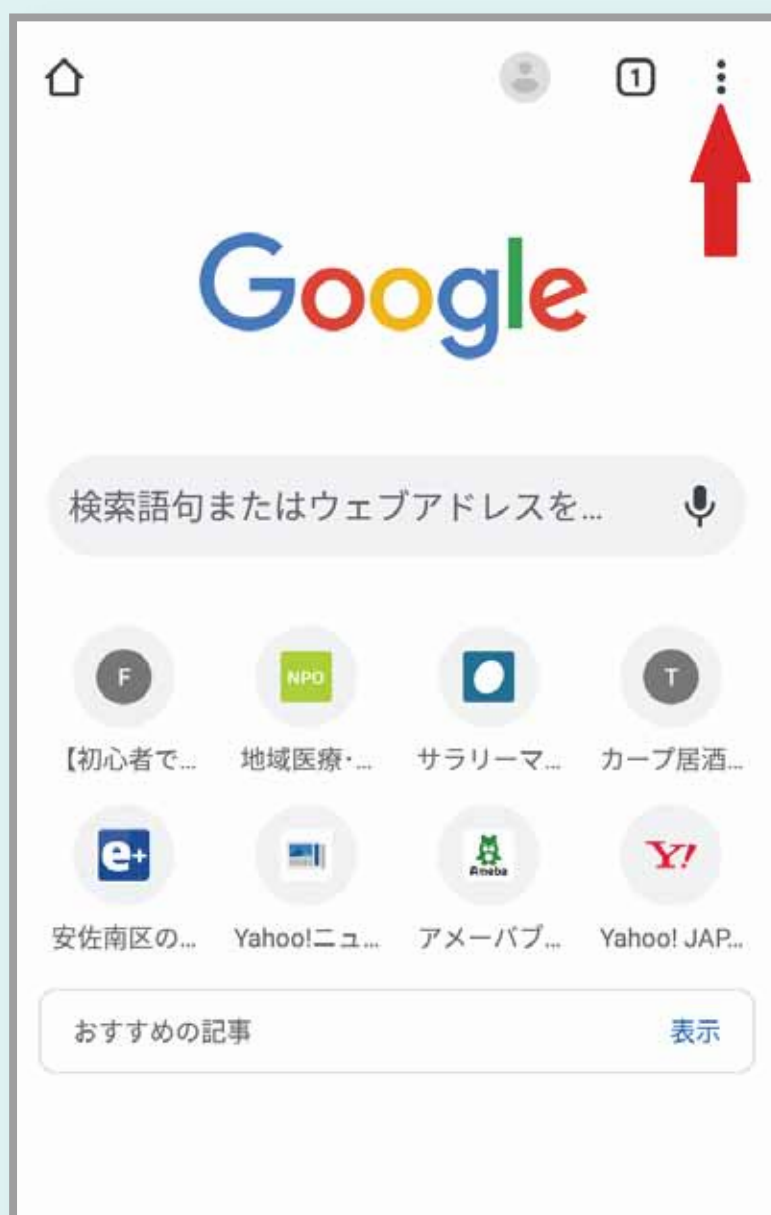 1
Google
検索語句またはウェブアドレスを...
F
NPO
T
【初心者で...
地域医療・...
サラリーマ...
カープ居酒...
e+
Ameba
Y!
安佐南区の...
Yahoo!ニュ...
アメーバブ...
Yahoo! JAP...
おすすめの記事
表示